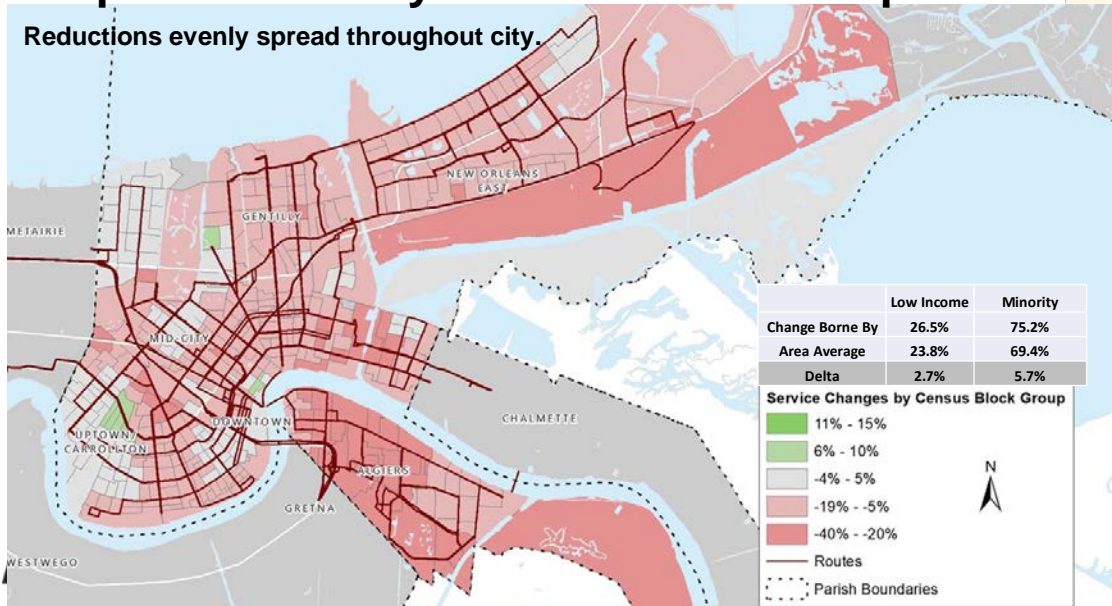 Reductions evenly spread throughout city.
NEW ORLEANS
EAST
GENTILLY
METAIRIE
MID-CITY
DOWNTOWN
UPTOWN/
CARROLLTON
ALGIERS
GRETNA
CHALMETTE
WESTWEGO
Low Income Minority
Change Borne By 26.5% 75.2%
Area Average 23.8% 69.4%
Delta 2.7% 5.7%
Service Changes by Census Block Group
11% - 15%
6% - 10%
-4% - 5%
-19% - -5%
-40% - -20%
Routes
Parish Boundaries
N